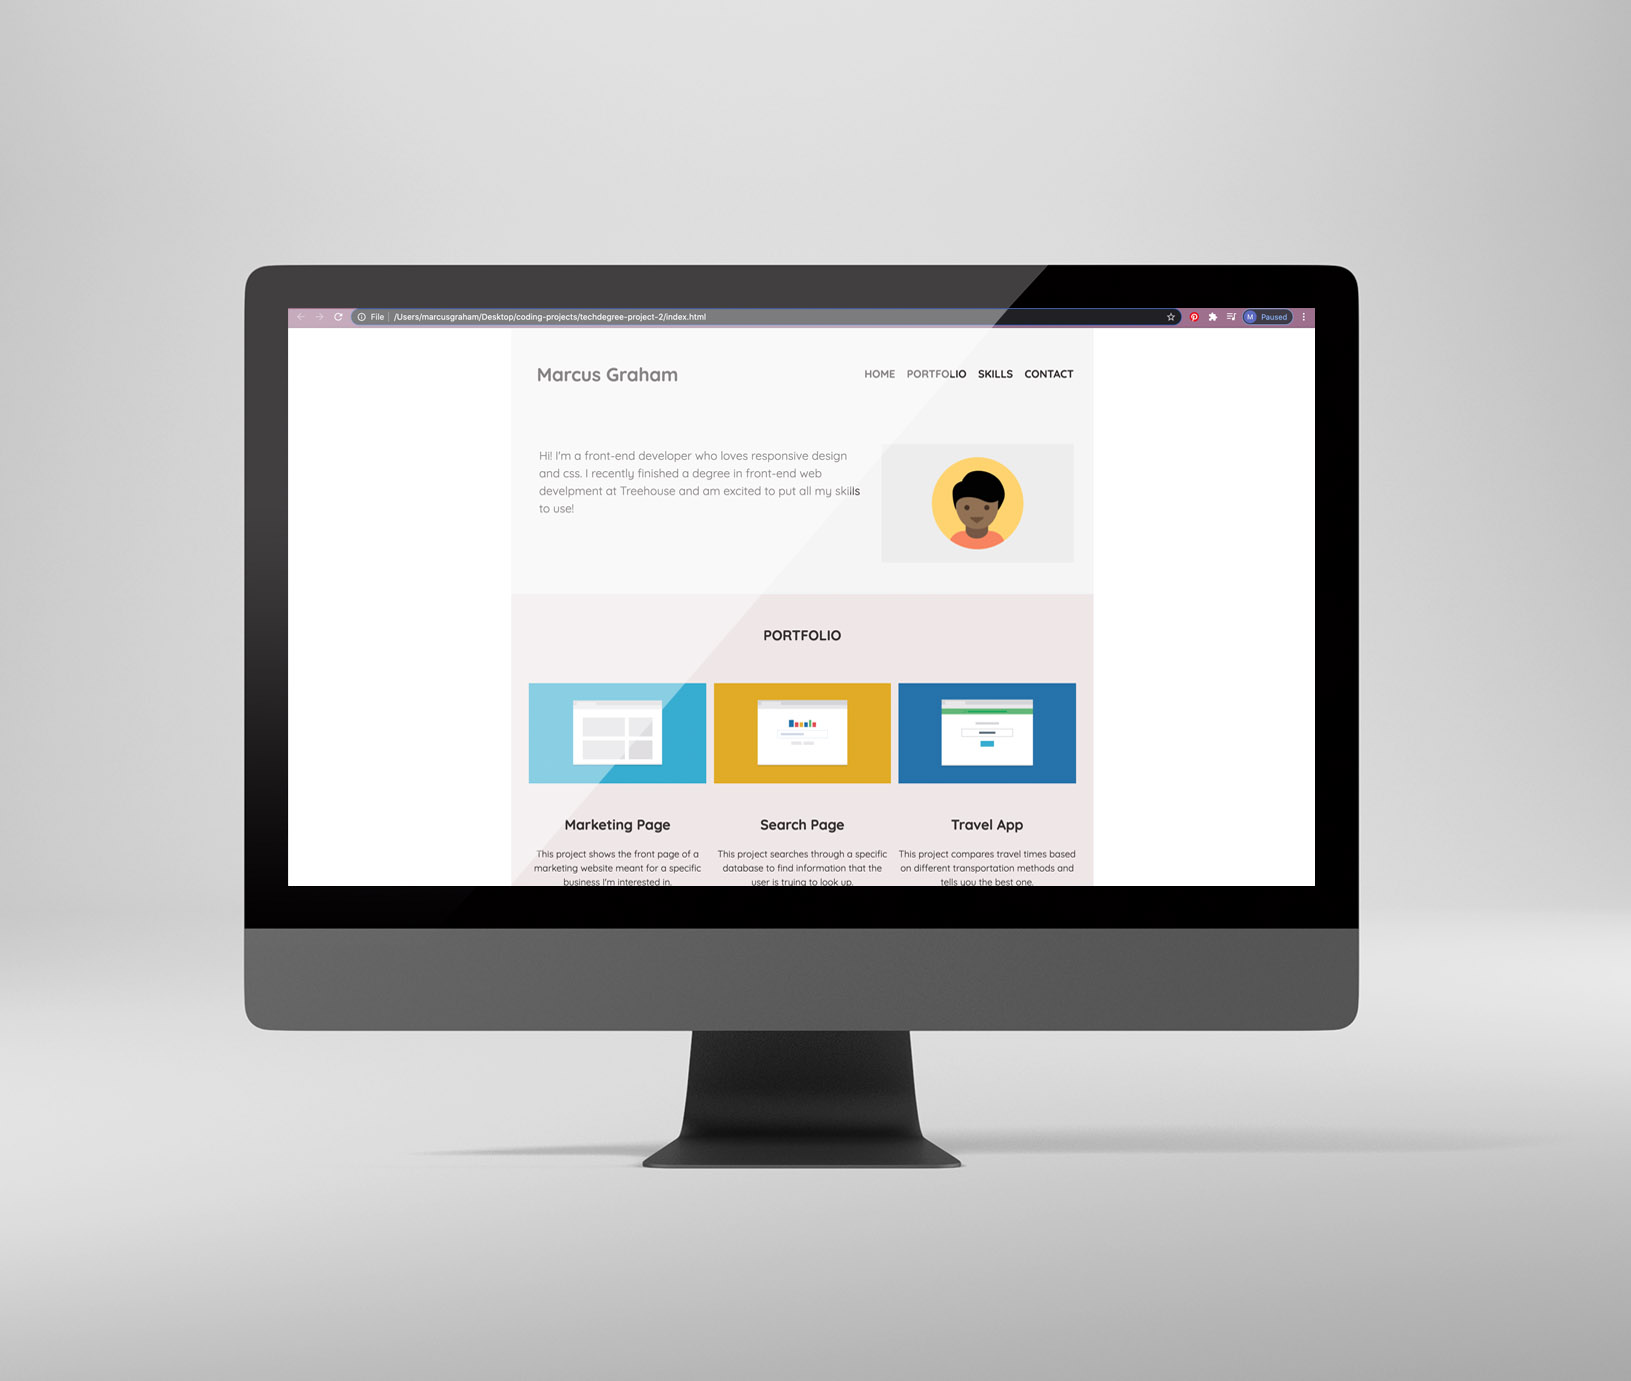 File /Users/marcusgraham/Desktop/coding-projects/techdegree-project-2/index.html
M Paused
Marcus Graham
HOME PORTFOLIO SKILLS CONTACT
Hi! I'm a front-end developer who loves responsive design
and css. I recently finished a degree in front-end web
develpment at Treehouse and am excited to put all my skills
to use!
PORTFOLIO
Marketing Page
This project shows the front page of a
marketing website meant for a specific
business I'm interested in.
Search Page
This project searches through a specific
database to find information that the
user is trying to look up.
Travel App
This project compares travel times based
on different transportation methods and
tells you the best one.